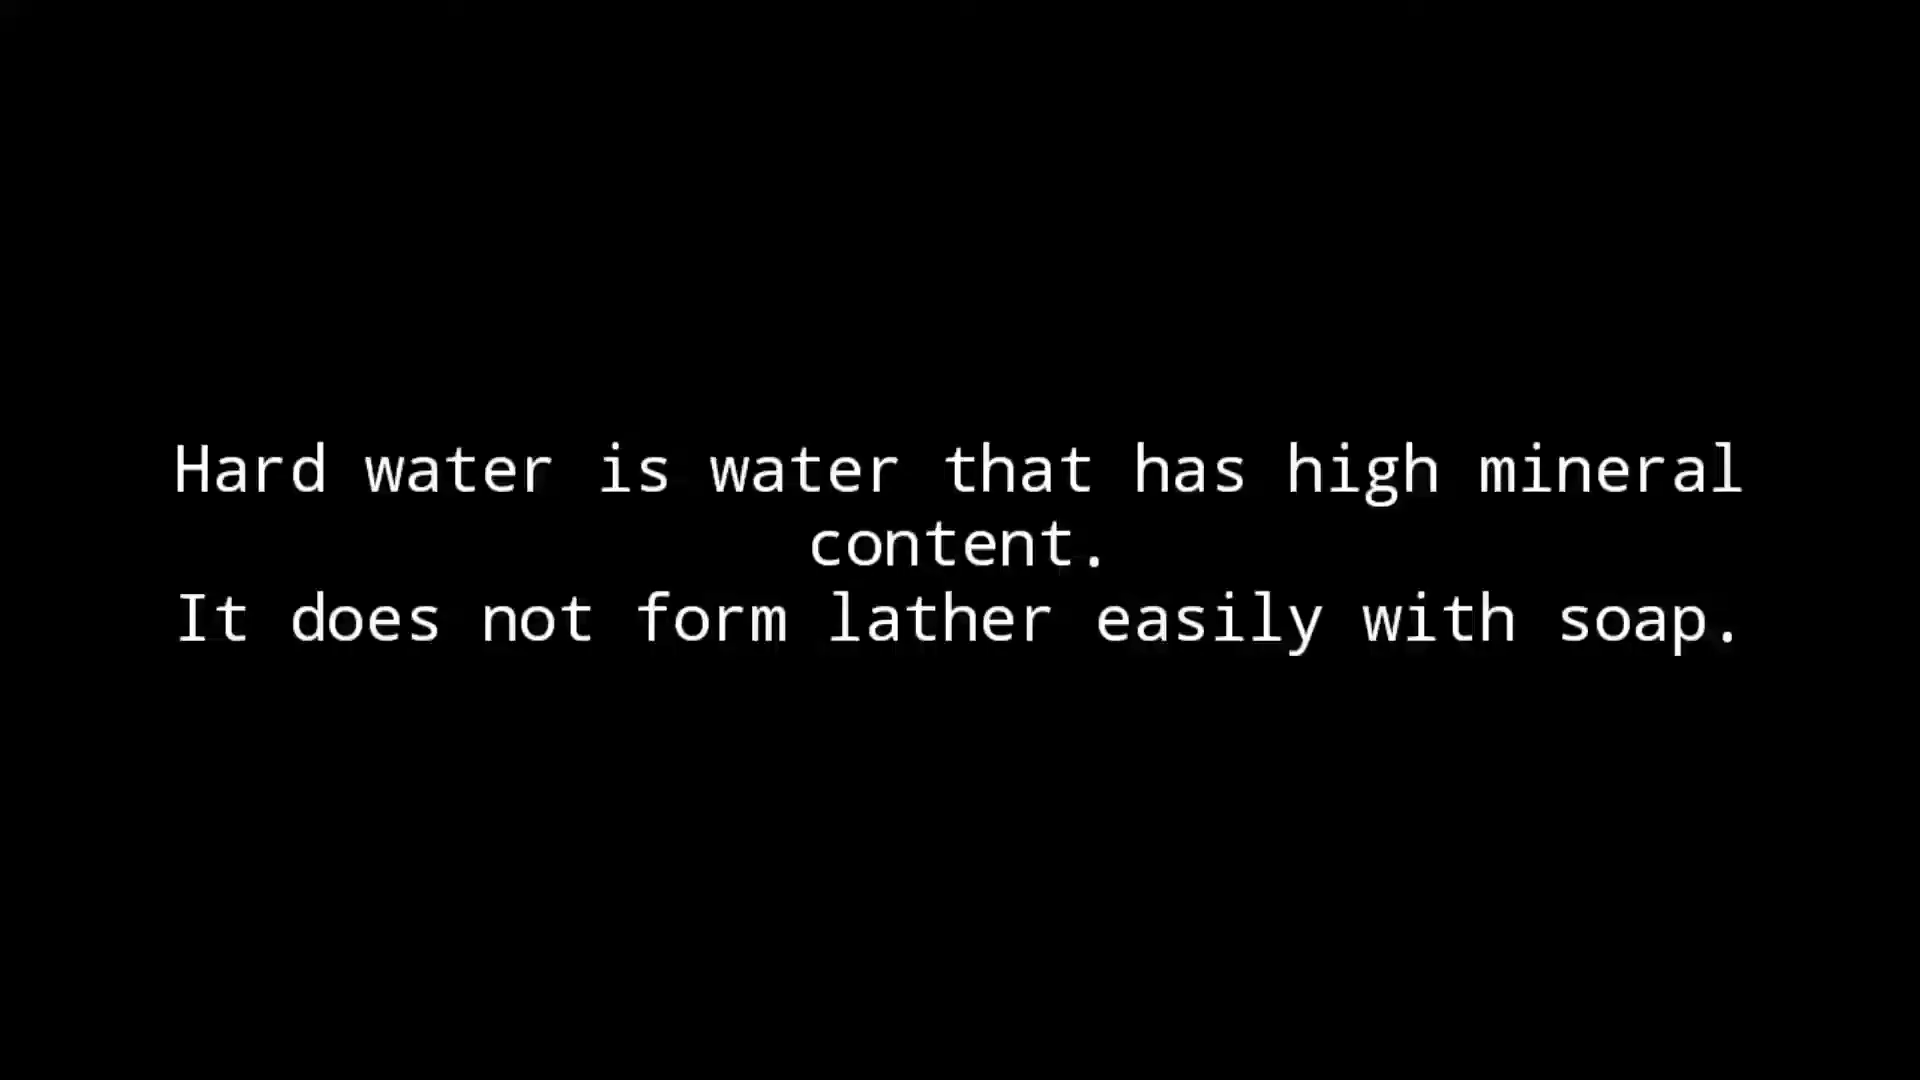 Hard water is water that has high mineral
content.
It does not form lather easily with soap.